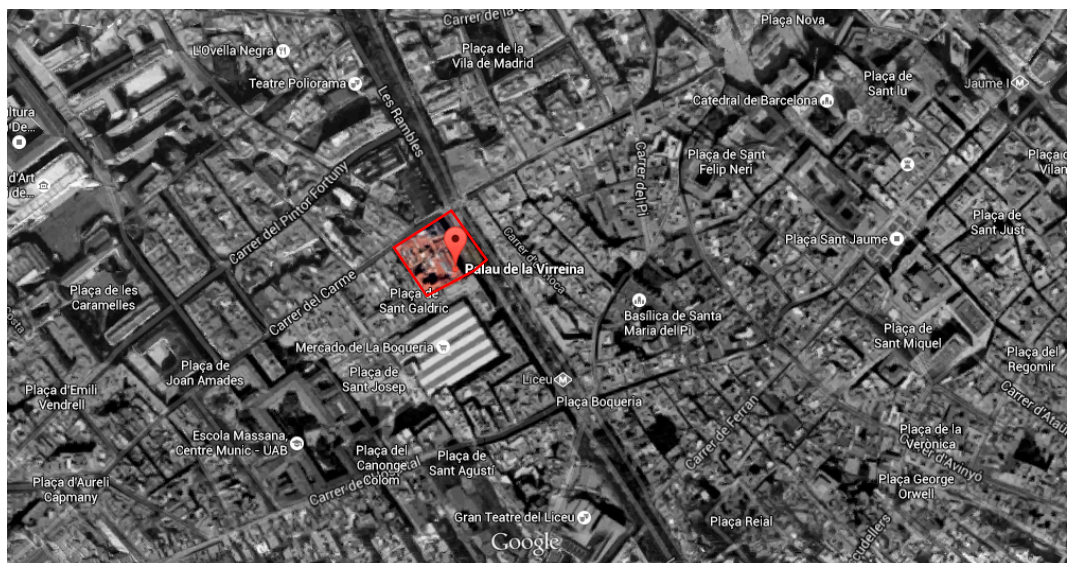 Carrer de la
Plaça Nova
L'Ovella Negra
Plaça de la
Vila de Madrid
Teatre Poliorama
Plaça de
Sant Iu
Jaume I
Catedral de Barcelona
Les Rambles
ultura
De...
d'Art
de...
Plaça de Sant
Felip Neri
Carrer del Pi
Carrer del Pintor Fortuny
Plaça de
Sant Just
Plaça Sant Jaume
Palau de la Virreina
Plaça de les
Caramelles
Carrer del Carme
Plaça de
Sant Galdric
Basílica de Santa
Maria del Pi
Mercado de La Boqueria
Plaça de
Sant Miquel
Plaça del
Regomir
Plaça de
Joan Amades
Plaça de
Sant Josep
Liceu
Plaça Boqueria
Plaça d'Emili
Vendrell
Carrer de Ferran
Escola Massana,
Centre Munic - UAB
Plaça del
Canonge
Colom
Plaça de
Sant Agustí
Plaça de la
Verònica
Carrer d'Avinyó
Plaça d'Aureli
Capmany
Plaça George
Orwell
Gran Teatre del Liceu
Plaça Reial
Google